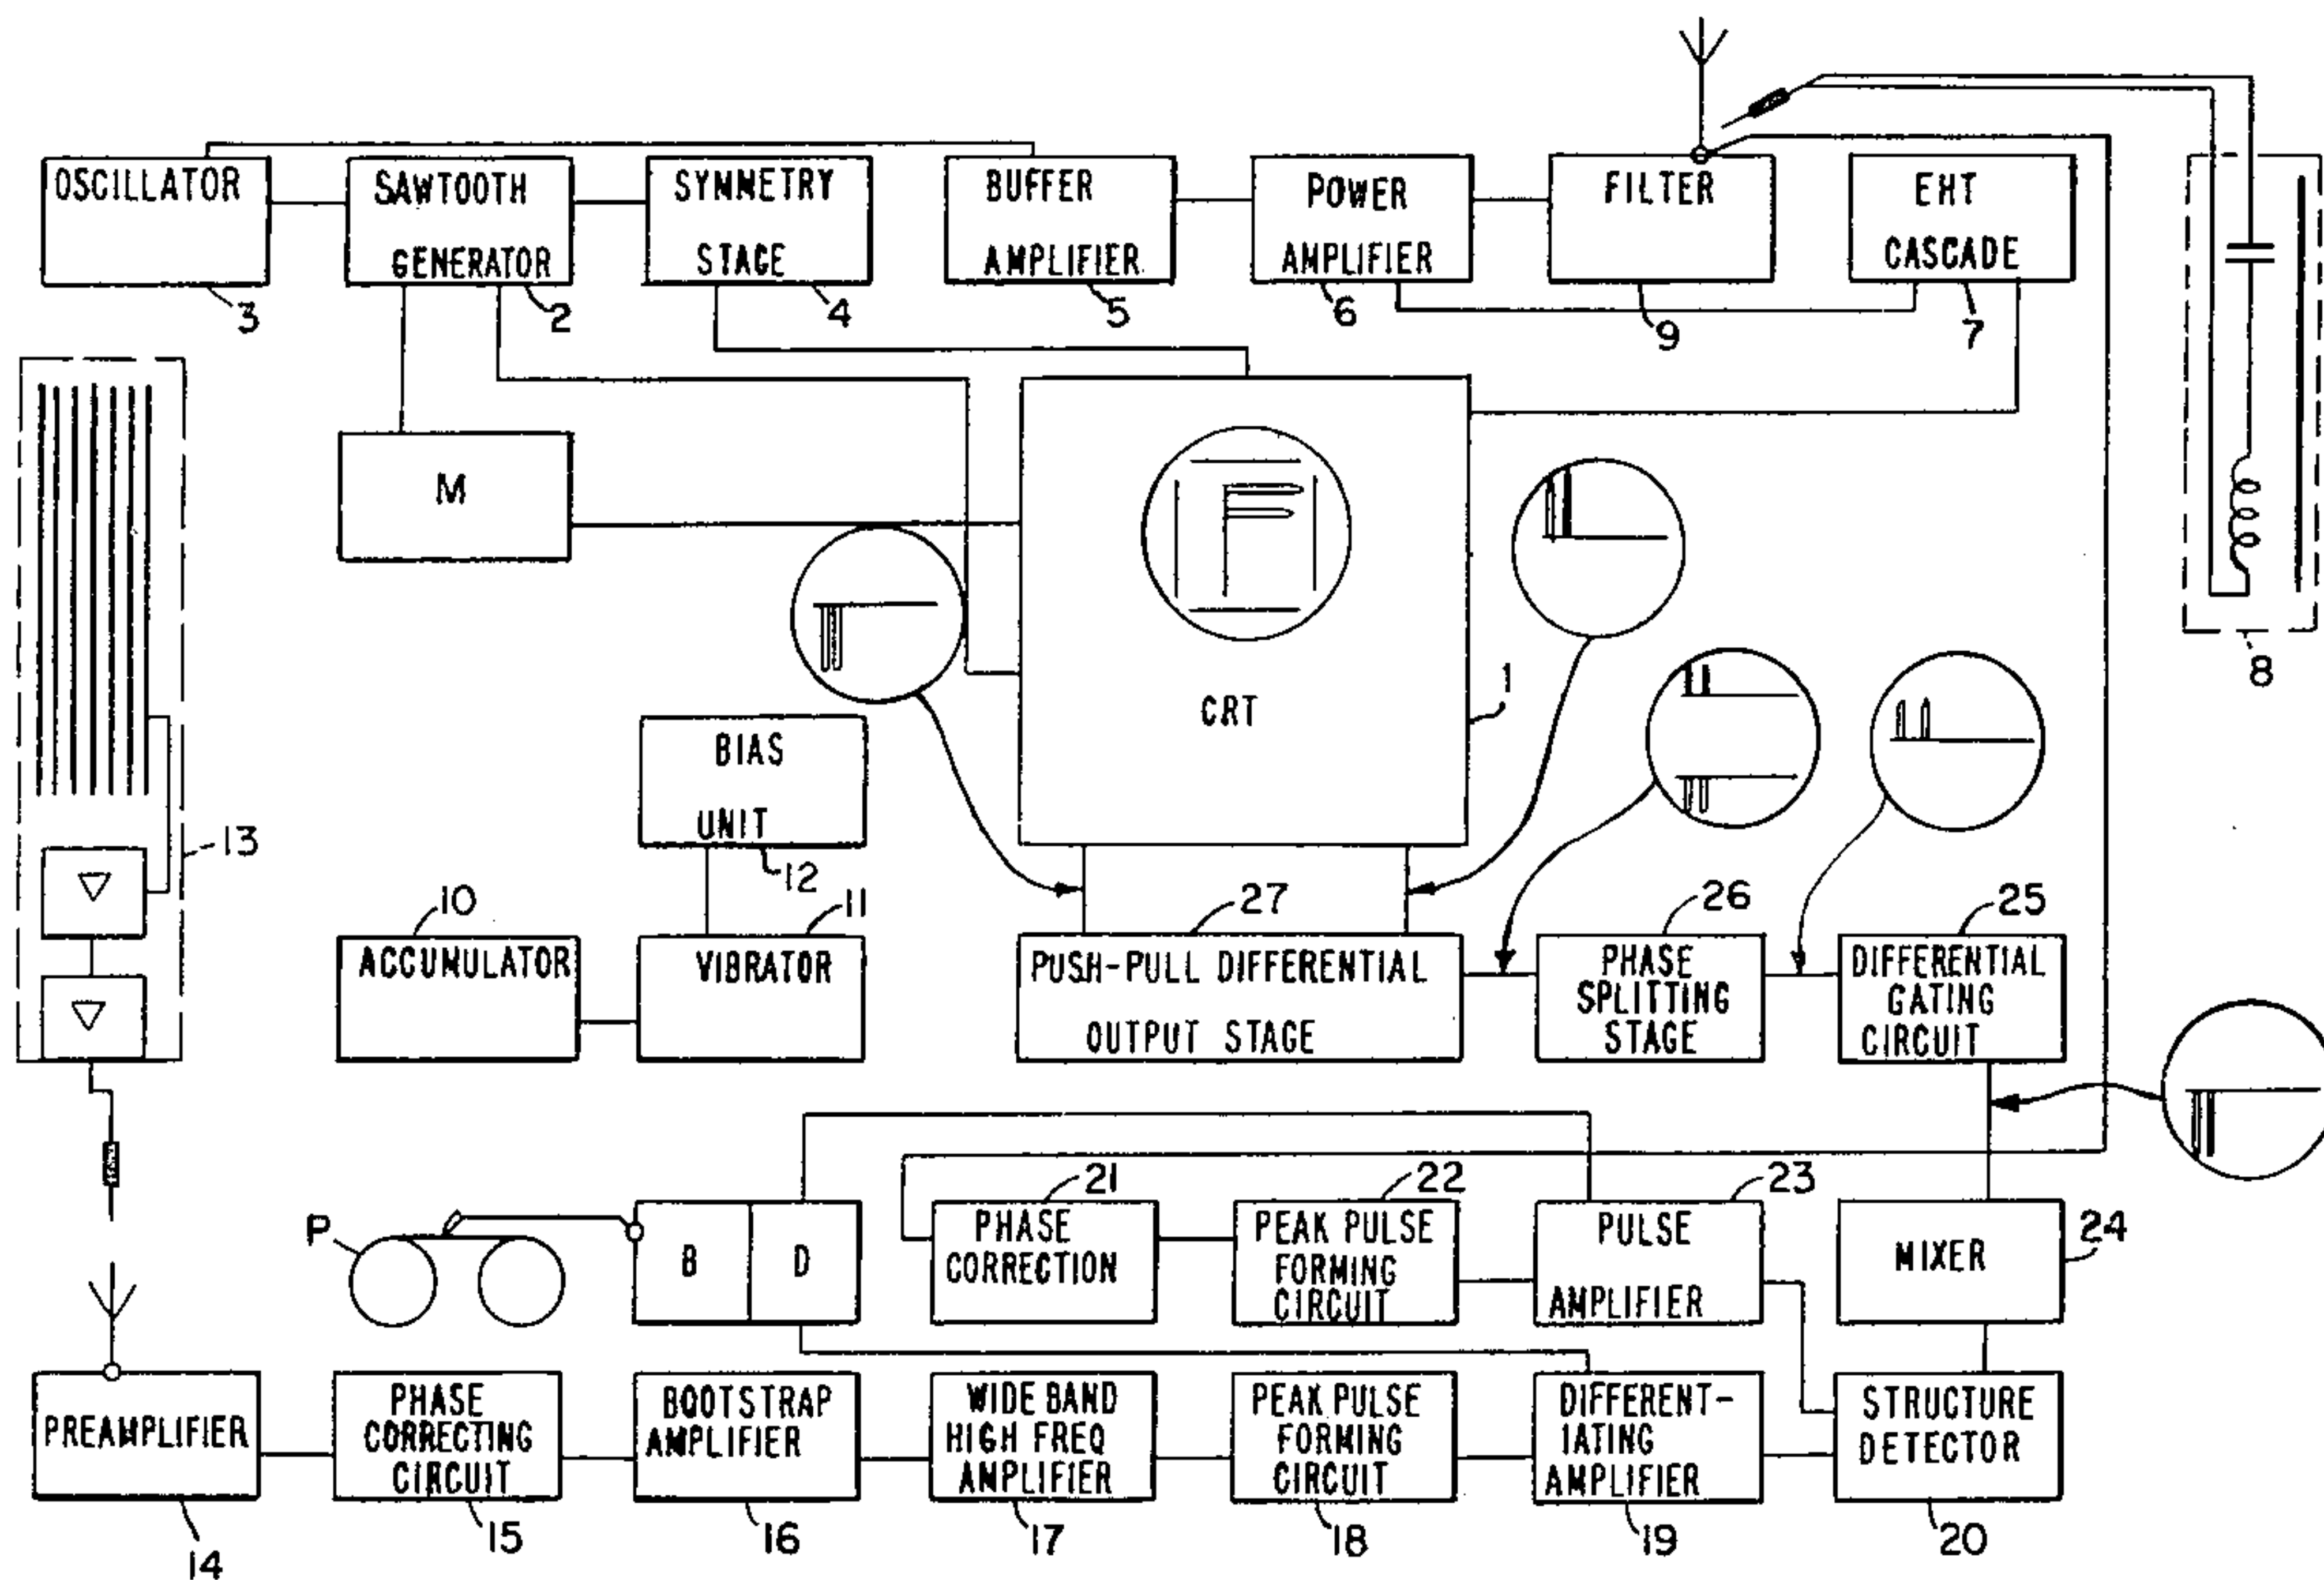 OSCILLATOR
3
SAWTOOTH
GENERATOR
2
SYMMETRY
STAGE
4
BUFFER
AMPLIFIER
5
POWER
AMPLIFIER
6
FILTER
9
EHT
CASCADE
7
8
M
CRT
1
BIAS
UNIT
12
13
10
ACCUMULATOR
11
VIBRATOR
27
PUSH-PULL DIFFERENTIAL
OUTPUT STAGE
26
PHASE
SPLITTING
STAGE
25
DIFFERENTIAL
GATING
CIRCUIT
P
B
D
21
PHASE
CORRECTION
22
PEAK PULSE
FORMING
CIRCUIT
23
PULSE
AMPLIFIER
24
MIXER
PREAMPLIFIER
14
PHASE
CORRECTING
CIRCUIT
15
BOOTSTRAP
AMPLIFIER
16
WIDE BAND
HIGH FREQ
AMPLIFIER
17
PEAK PULSE
FORMING
CIRCUIT
18
DIFFERENT-
IATING
AMPLIFIER
19
STRUCTURE
DETECTOR
20